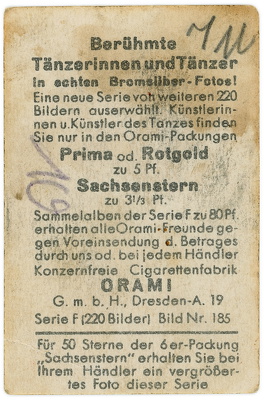 Berühmte
Tänzerinnen und Tänzer
in echten Bromsilber-Fotos!
Eine neue Serie von weiteren 220
Bildern auserwählt. Künstlerin-
nen u. Künstler des Tanzes finden
Sie nur in den Orami-Packungen
Prima od. Rotgold
zu 5 Pf.
Sachsenstern
zu 3⅓ Pf.
Sammelalben der Serie F zu 80 Pf.
erhalten alle Orami-Freunde ge-
gen Voreinsendung d. Betrages
durch uns od. bei jedem Händler
Konzernfreie Cigarettenfabrik
ORAMI
G. m. b H., Dresden-A. 19
Serie F (220 Bilder) Bild Nr. 185
Für 50 Sterne der 6er-Packung
„Sachsenstern" erhalten Sie bei
Ihrem Händler ein vergrößer-
tes Foto dieser Serie